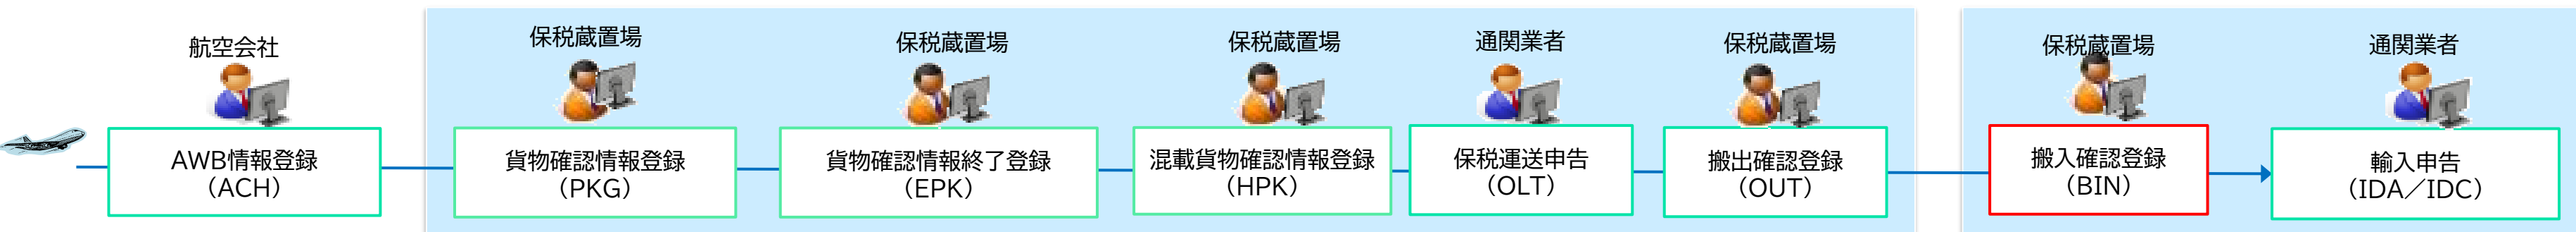 航空会社
AWB情報登録
（ACH）
保税蔵置場
貨物確認情報登録
（PKG）
保税蔵置場
貨物確認情報終了登録
（EPK）
保税蔵置場
混載貨物確認情報登録
（HPK）
通関業者
保税運送申告
（OLT）
保税蔵置場
搬出確認登録
（OUT）
保税蔵置場
搬入確認登録
（BIN）
通関業者
輸入申告
（IDA／IDC）